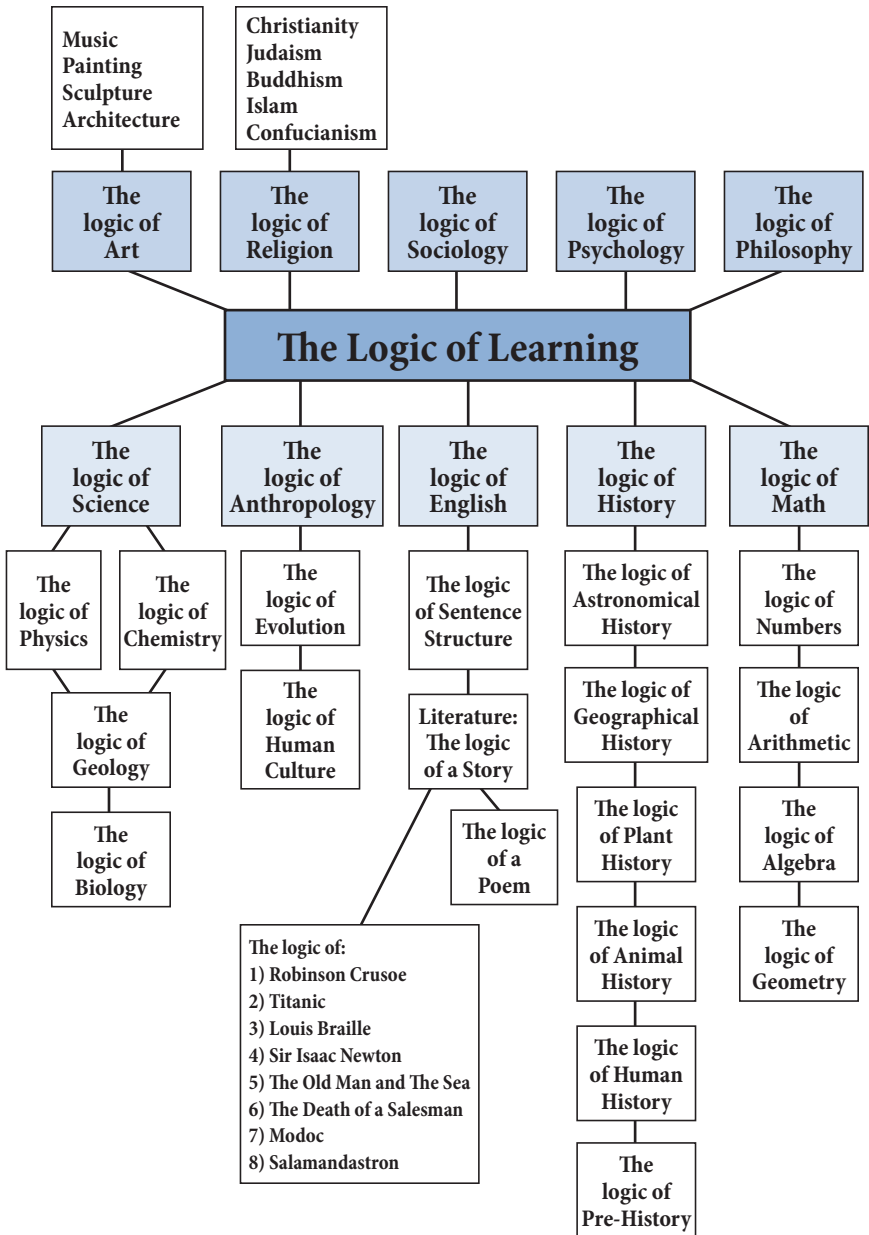 Music
Painting
Sculpture
Architecture
Christianity
Judaism
Buddhism
Islam
Confucianism
The
logic of
Art
The
logic of
Religion
The
logic of
Sociology
The
logic of
Psychology
The
logic of
Philosophy
The Logic of Learning
The
logic of
Science
The
logic of
Anthropology
The
logic of
English
The
logic of
History
The
logic of
Math
The
logic of
Physics
The
logic of
Chemistry
The
logic of
Geology
The
logic of
Biology
The
logic of
Evolution
The
logic of
Human
Culture
The logic
of Sentence
Structure
Literature:
The logic
of a Story
The logic
of a
Poem
The logic of:
1) Robinson Crusoe
2) Titanic
3) Louis Braille
4) Sir Isaac Newton
5) The Old Man and The Sea
6) The Death of a Salesman
7) Modoc
8) Salamandastron
The logic of
Astronomical
History
The logic of
Geographical
History
The logic
of Plant
History
The logic
of Animal
History
The logic
of Human
History
The
logic of
Pre-History
The
logic of
Numbers
The logic
of
Arithmetic
The
logic of
Algebra
The
logic of
Geometry